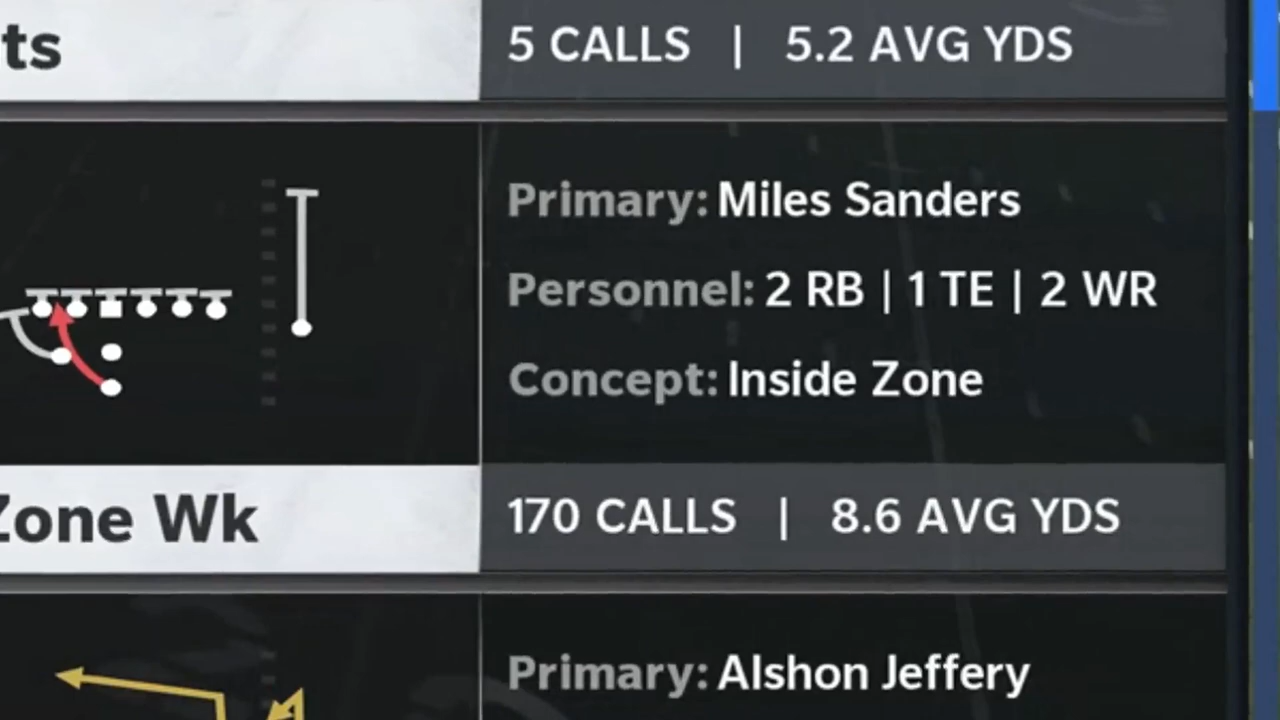 ts
5 CALLS | 5.2 AVG YDS
Primary: Miles Sanders
Personnel: 2 RB | 1 TE | 2 WR
Concept: Inside Zone
Zone Wk
170 CALLS | 8.6 AVG YDS
Primary: Alshon Jeffery